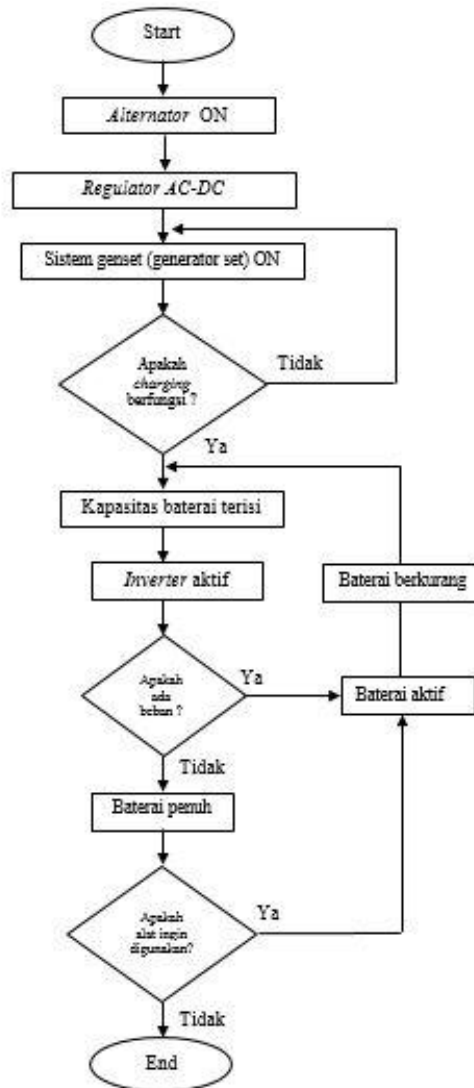 Start
Alternator ON
Regulator AC-DC
Sistem genset (generator set) ON
Apakah
charging
berfungsi ?
Tidak
Ya
Kapasitas baterai terisi
Inverter aktif
Baterai berkurang
Apakah
ada
beban ?
Ya
Baterai aktif
Tidak
Baterai penuh
Apakah
alat ingin
digunakan?
Ya
Tidak
End